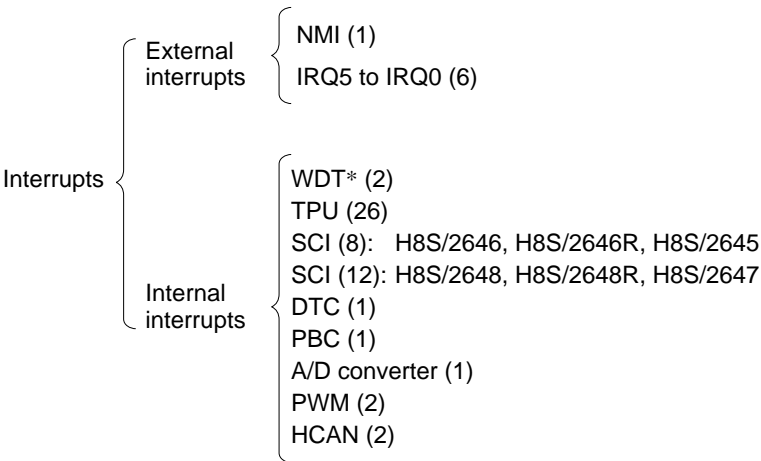 Interrupts
External
interrupts
NMI (1)
IRQ5 to IRQ0 (6)
Internal
interrupts
WDT* (2)
TPU (26)
SCI (8): H8S/2646, H8S/2646R, H8S/2645
SCI (12): H8S/2648, H8S/2648R, H8S/2647
DTC (1)
PBC (1)
A/D converter (1)
PWM (2)
HCAN (2)